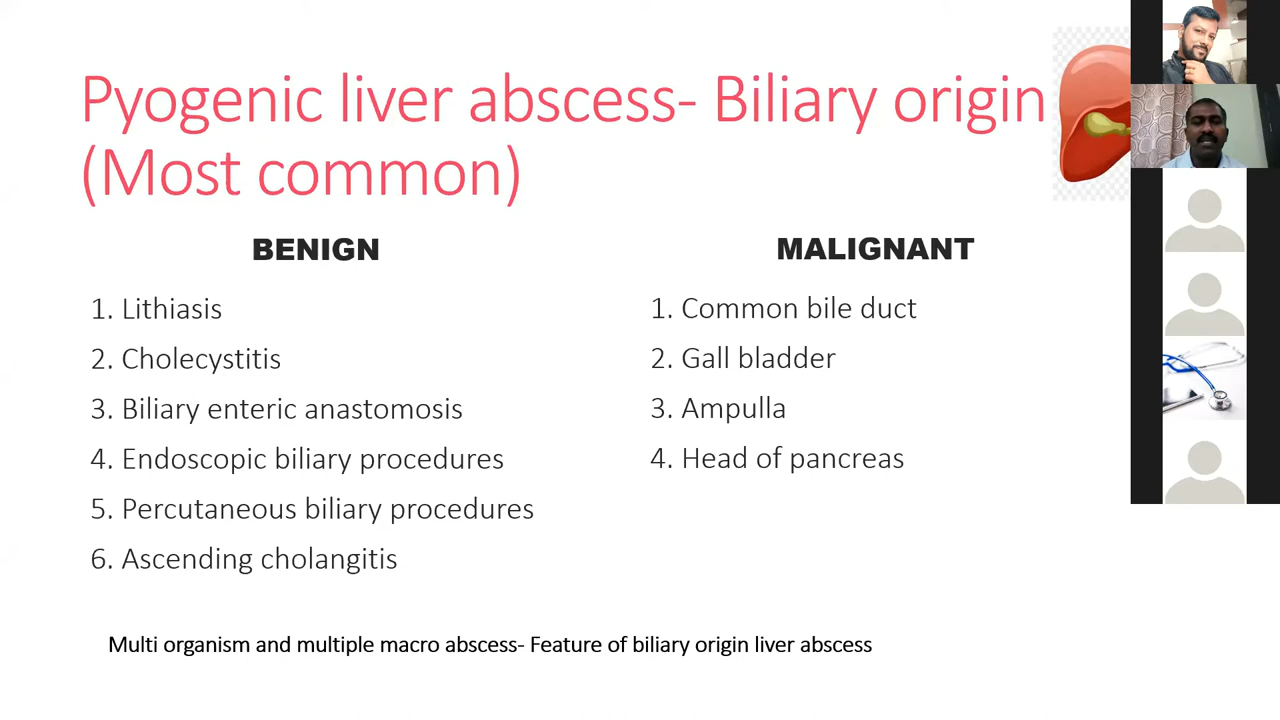 Pyogenic liver abscess- Biliary origin
(Most common)
BENIGN
1. Lithiasis
2. Cholecystitis
3. Biliary enteric anastomosis
4. Endoscopic biliary procedures
5. Percutaneous biliary procedures
6. Ascending cholangitis
MALIGNANT
1. Common bile duct
2. Gall bladder
3. Ampulla
4. Head of pancreas
Multi organism and multiple macro abscess- Feature of biliary origin liver abscess